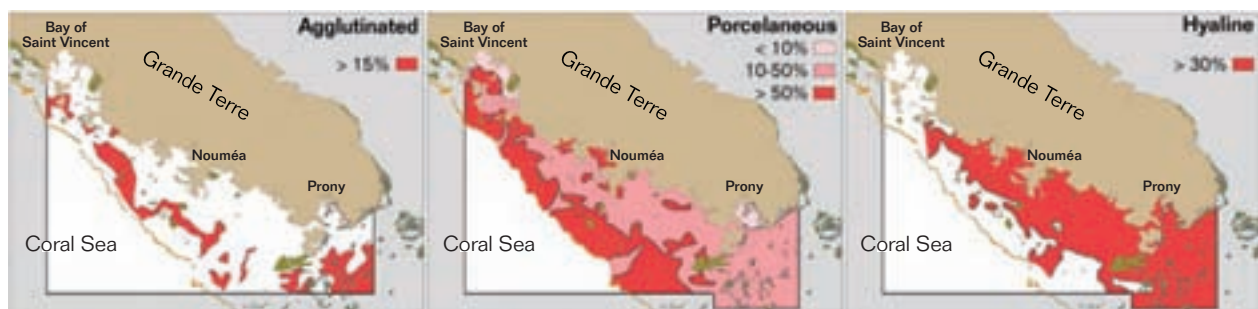 Agglutinated
> 15%
Bay of
Saint Vincent
Grande Terre
Nouméa
Prony
Coral Sea
Porcelaneous
< 10%
10-50%
> 50%
Bay of
Saint Vincent
Grande Terre
Nouméa
Prony
Coral Sea
Hyaline
> 30%
Bay of
Saint Vincent
Grande Terre
Nouméa
Prony
Coral Sea